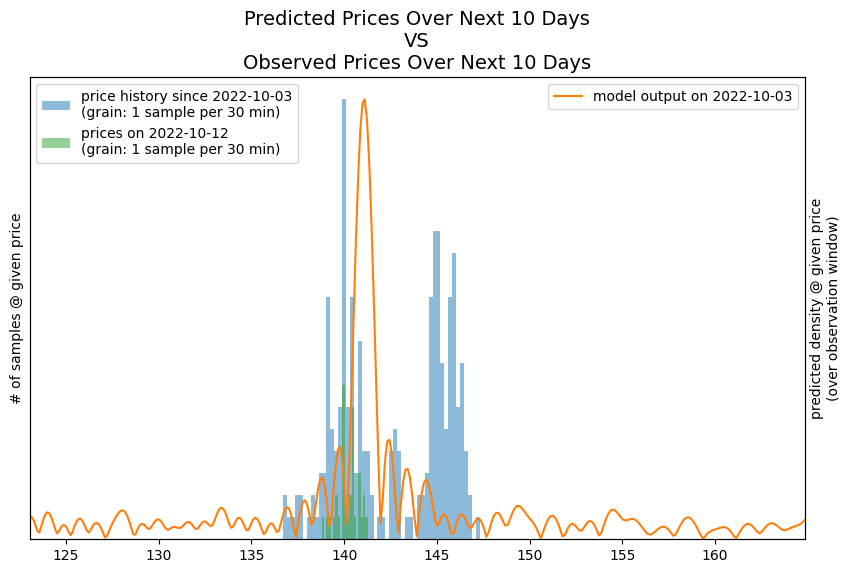 Predicted Prices Over Next 10 Days
VS
Observed Prices Over Next 10 Days
price history since 2022-10-03
(grain: 1 sample per 30 min)
prices on 2022-10-12
(grain: 1 sample per 30 min)
model output on 2022-10-03
# of samples @ given price
predicted density @ given price
(over observation window)
125 130 135 140 145 150 155 160